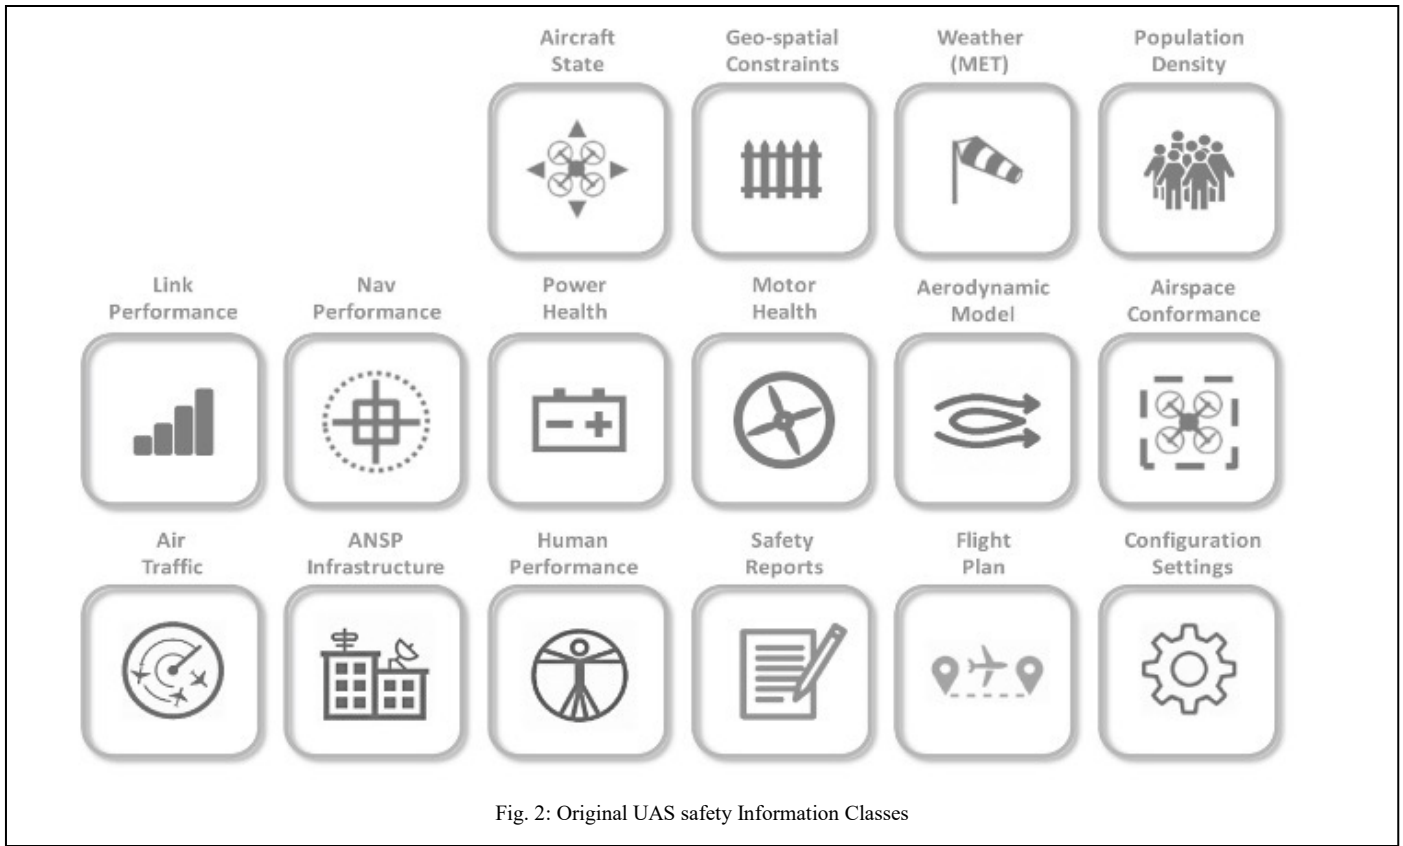 Aircraft
State
Geo-spatial
Constraints
Weather
(MET)
Population
Density
Link
Performance
Nav
Performance
Power
Health
Motor
Health
Aerodynamic
Model
Airspace
Conformance
Air
Traffic
ANSP
Infrastructure
Human
Performance
Safety
Reports
Flight
Plan
Configuration
Settings
Fig. 2: Original UAS safety Information Classes